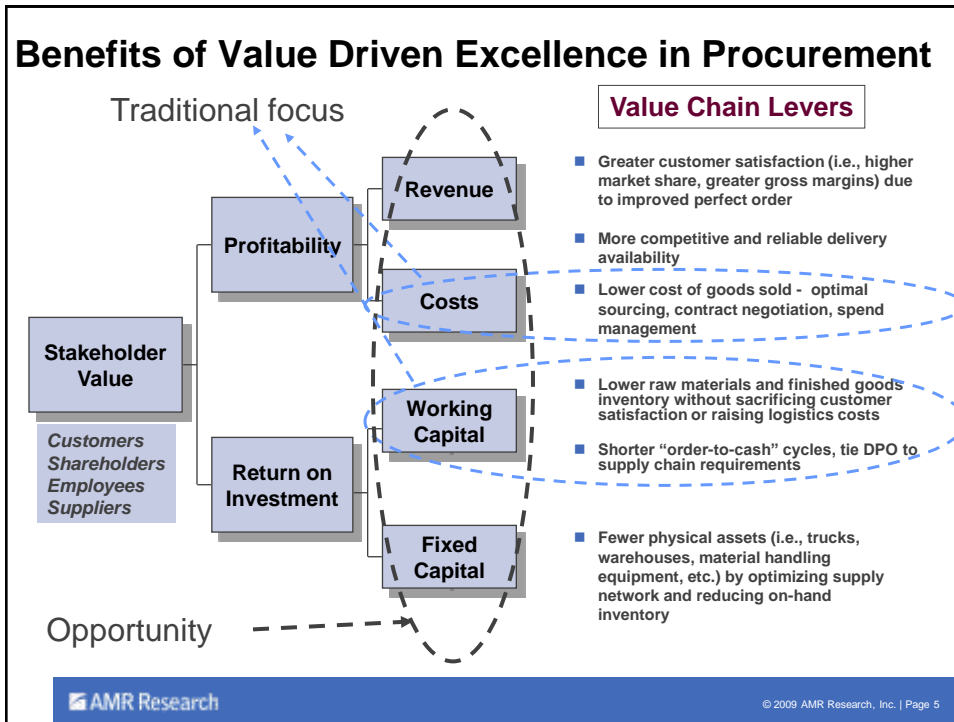 Benefits of Value Driven Excellence in Procurement
Traditional focus
Value Chain Levers
Stakeholder
Value
Customers
Shareholders
Employees
Suppliers
Profitability
Return on
Investment
Revenue
Costs
Working
Capital
Fixed
Capital
Greater customer satisfaction (i.e., higher
market share, greater gross margins) due
to improved perfect order
More competitive and reliable delivery
availability
Lower cost of goods sold - optimal
sourcing, contract negotiation, spend
management
Lower raw materials and finished goods
inventory without sacrificing customer
satisfaction or raising logistics costs
Shorter “order-to-cash” cycles, tie DPO to
supply chain requirements
Fewer physical assets (i.e., trucks,
warehouses, material handling
equipment, etc.) by optimizing supply
network and reducing on-hand
inventory
Opportunity
AMR Research
© 2009 AMR Research, Inc. | Page 5